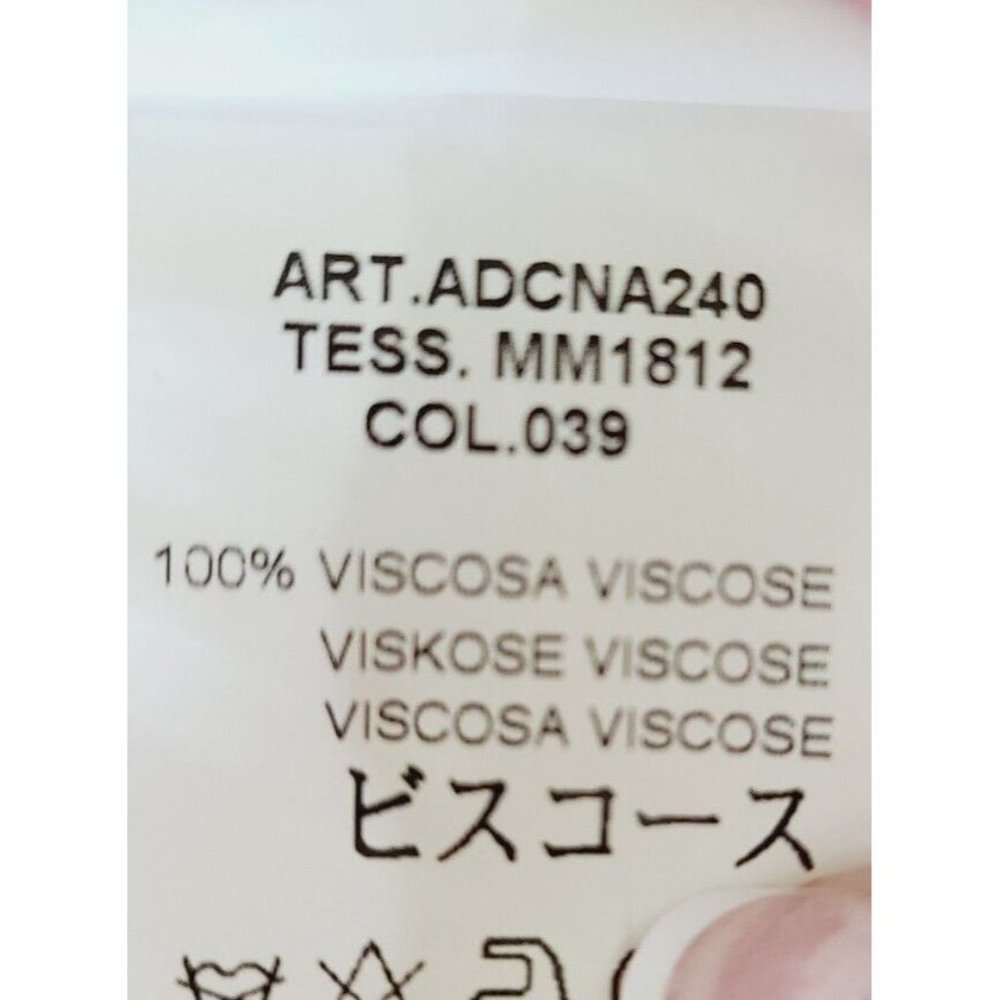 ART.ADCNA240
TESS. MM1812
COL.039
100% VISCOSA VISCOSE
VISKOSE VISCOSE
VISCOSA VISCOSE
ビスコース